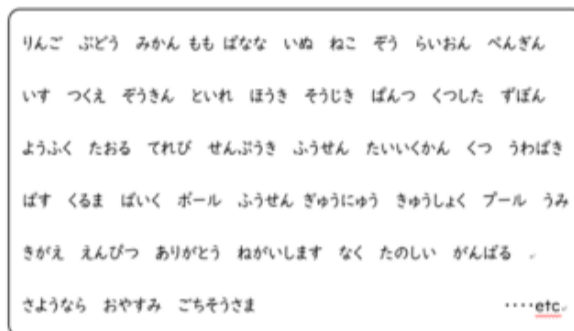 りんご ぶどう みかん もも ばなな いぬ ねこ ぞう らいおん ぺんぎん
いす つくえ ぞうきん といれ ほうき そうじき ぱんつ くつした ずぼん
ようふく たおる てれび せんぷうき ふうせん たいいくかん くつ うわばき
ばす くるま ばいく ボール ふうせん ぎゅうにゅう きゅうしょく プール うみ
きがえ えんぴつ ありがとう ねがいします なく たのしい がんばる
さようなら おやすみ ごちそうさま ････etc